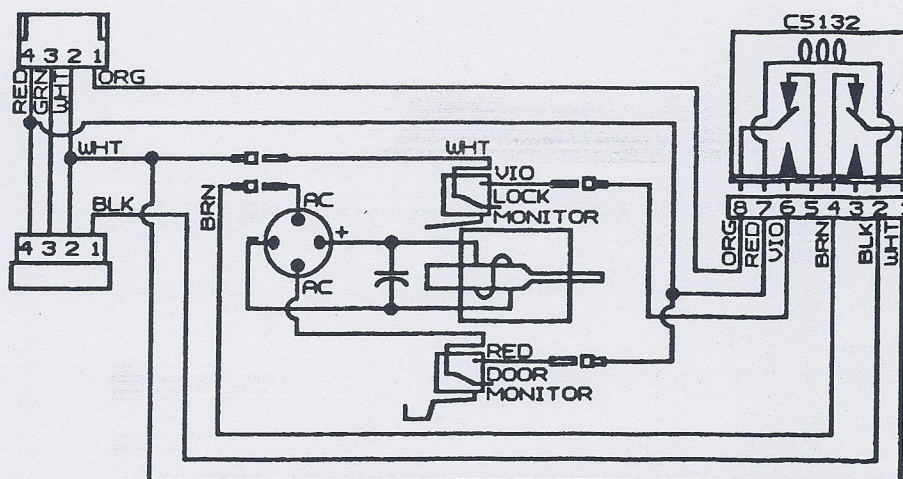 C5132
4 3 2 1
RED
GRN
WHT
ORG
WHT
WHT
VIO
LOCK
MONITOR
BRN
AC
+
AC
BLK
4 3 2 1
8 7 6 5 4 3 2
ORG
RED
VIO
BRN
BLK
WHT
RED
DOOR
MONITOR